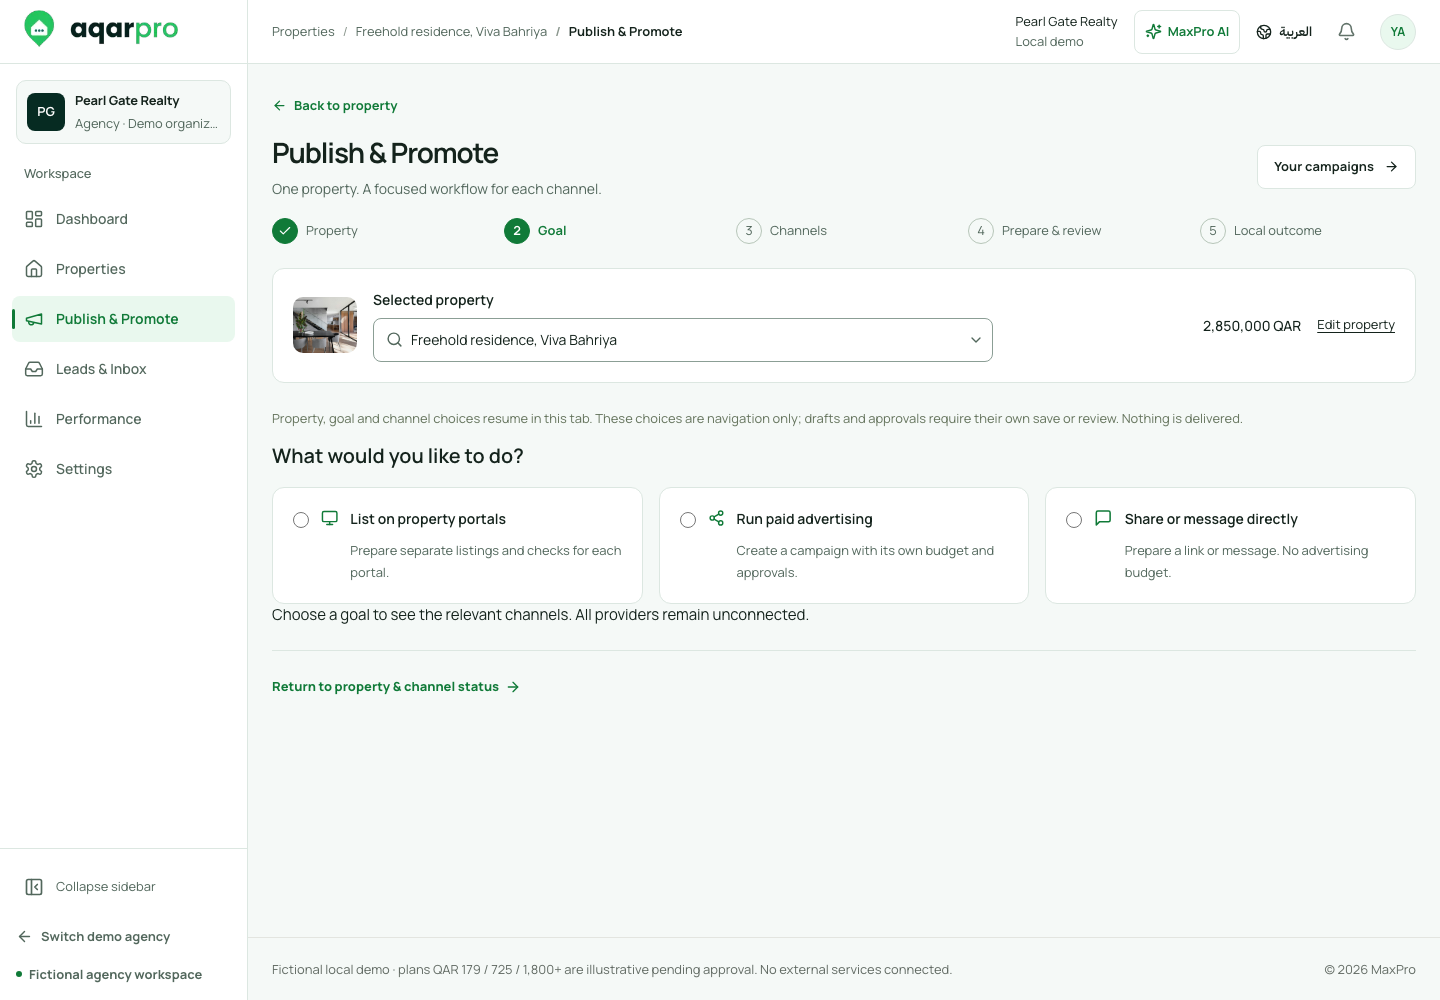 aqarpro
Properties / Freehold residence, Viva Bahriya / Publish & Promote
Pearl Gate Realty
Local demo
MaxPro AI
العربية
YA
PG
Pearl Gate Realty
Agency · Demo organiz...
Workspace
Dashboard
Properties
Publish & Promote
Leads & Inbox
Performance
Settings
Collapse sidebar
Switch demo agency
Fictional agency workspace
Back to property
Publish & Promote
One property. A focused workflow for each channel.
Your campaigns
Property
2 Goal
3 Channels
4 Prepare & review
5 Local outcome
Selected property
Freehold residence, Viva Bahriya
2,850,000 QAR
Edit property
Property, goal and channel choices resume in this tab. These choices are navigation only; drafts and approvals require their own save or review. Nothing is delivered.
What would you like to do?
List on property portals
Prepare separate listings and checks for each
portal.
Run paid advertising
Create a campaign with its own budget and
approvals.
Share or message directly
Prepare a link or message. No advertising
budget.
Choose a goal to see the relevant channels. All providers remain unconnected.
Return to property & channel status
Fictional local demo · plans QAR 179 / 725 / 1,800+ are illustrative pending approval. No external services connected.
© 2026 MaxPro